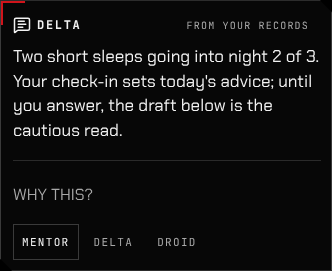 DELTA FROM YOUR RECORDS
Two short sleeps going into night 2 of 3.
Your check-in sets today's advice; until
you answer, the draft below is the
cautious read.
WHY THIS?
MENTOR DELTA DROID